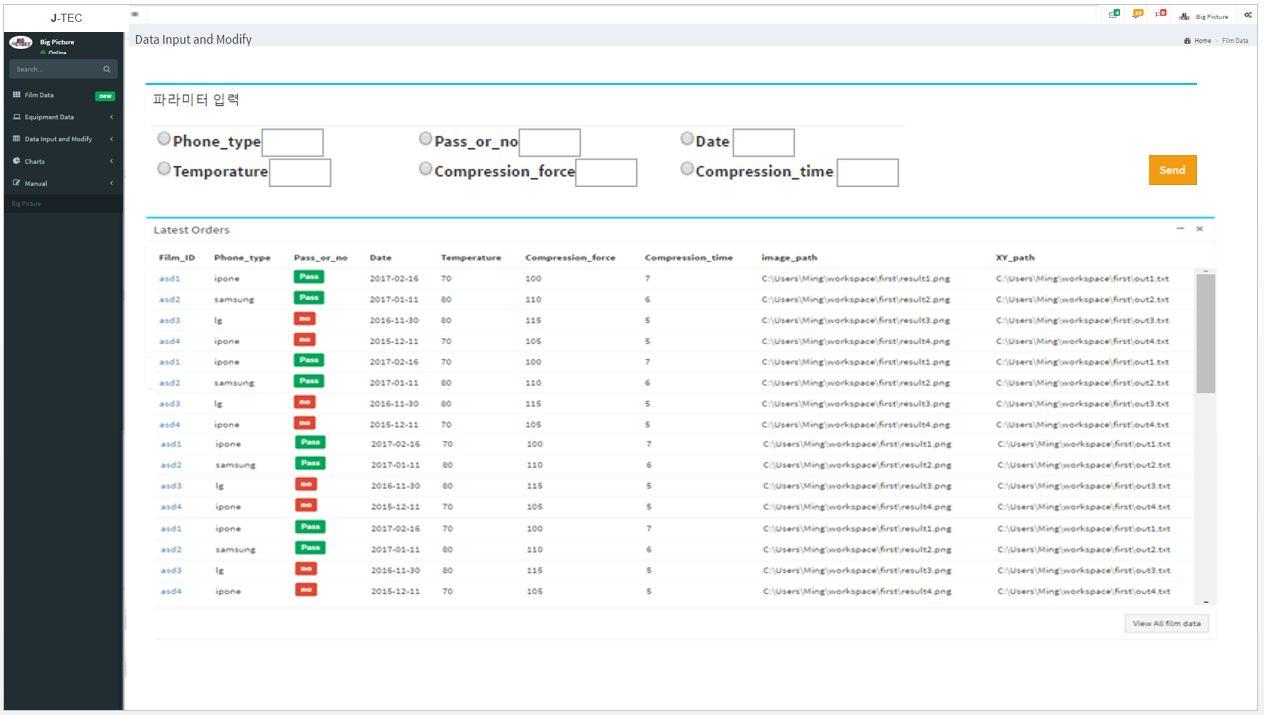 J-TEC
4
10
9
Big Picture
Big Picture
Online
Data Input and Modify
Home > Film Data
Search...
Film Data new
Equipment Data
Data Input and Modify
Charts
Manual
Big Picture
파라미터 입력
Phone_type Pass_or_no Date
Temporature Compression_force Compression_time
Send
Latest Orders
Film_ID Phone_type Pass_or_no Date Temperature Compression_force Compression_time image_path XY_path
asd1 ipone Pass 2017-02-16 70 100 7 C:\Users\Ming\workspace\first\result1.png C:\Users\Ming\workspace\first\out1.txt
asd2 samsung Pass 2017-01-11 80 110 6 C:\Users\Ming\workspace\first\result2.png C:\Users\Ming\workspace\first\out2.txt
asd3 lg no 2016-11-30 80 115 5 C:\Users\Ming\workspace\first\result3.png C:\Users\Ming\workspace\first\out3.txt
asd4 ipone no 2015-12-11 70 105 5 C:\Users\Ming\workspace\first\result4.png C:\Users\Ming\workspace\first\out4.txt
asd1 ipone Pass 2017-02-16 70 100 7 C:\Users\Ming\workspace\first\result1.png C:\Users\Ming\workspace\first\out1.txt
asd2 samsung Pass 2017-01-11 80 110 6 C:\Users\Ming\workspace\first\result2.png C:\Users\Ming\workspace\first\out2.txt
asd3 lg no 2016-11-30 80 115 5 C:\Users\Ming\workspace\first\result3.png C:\Users\Ming\workspace\first\out3.txt
asd4 ipone no 2015-12-11 70 105 5 C:\Users\Ming\workspace\first\result4.png C:\Users\Ming\workspace\first\out4.txt
asd1 ipone Pass 2017-02-16 70 100 7 C:\Users\Ming\workspace\first\result1.png C:\Users\Ming\workspace\first\out1.txt
asd2 samsung Pass 2017-01-11 80 110 6 C:\Users\Ming\workspace\first\result2.png C:\Users\Ming\workspace\first\out2.txt
asd3 lg no 2016-11-30 80 115 5 C:\Users\Ming\workspace\first\result3.png C:\Users\Ming\workspace\first\out3.txt
asd4 ipone no 2015-12-11 70 105 5 C:\Users\Ming\workspace\first\result4.png C:\Users\Ming\workspace\first\out4.txt
asd1 ipone Pass 2017-02-16 70 100 7 C:\Users\Ming\workspace\first\result1.png C:\Users\Ming\workspace\first\out1.txt
asd2 samsung Pass 2017-01-11 80 110 6 C:\Users\Ming\workspace\first\result2.png C:\Users\Ming\workspace\first\out2.txt
asd3 lg no 2016-11-30 80 115 5 C:\Users\Ming\workspace\first\result3.png C:\Users\Ming\workspace\first\out3.txt
asd4 ipone no 2015-12-11 70 105 5 C:\Users\Ming\workspace\first\result4.png C:\Users\Ming\workspace\first\out4.txt
View All film data